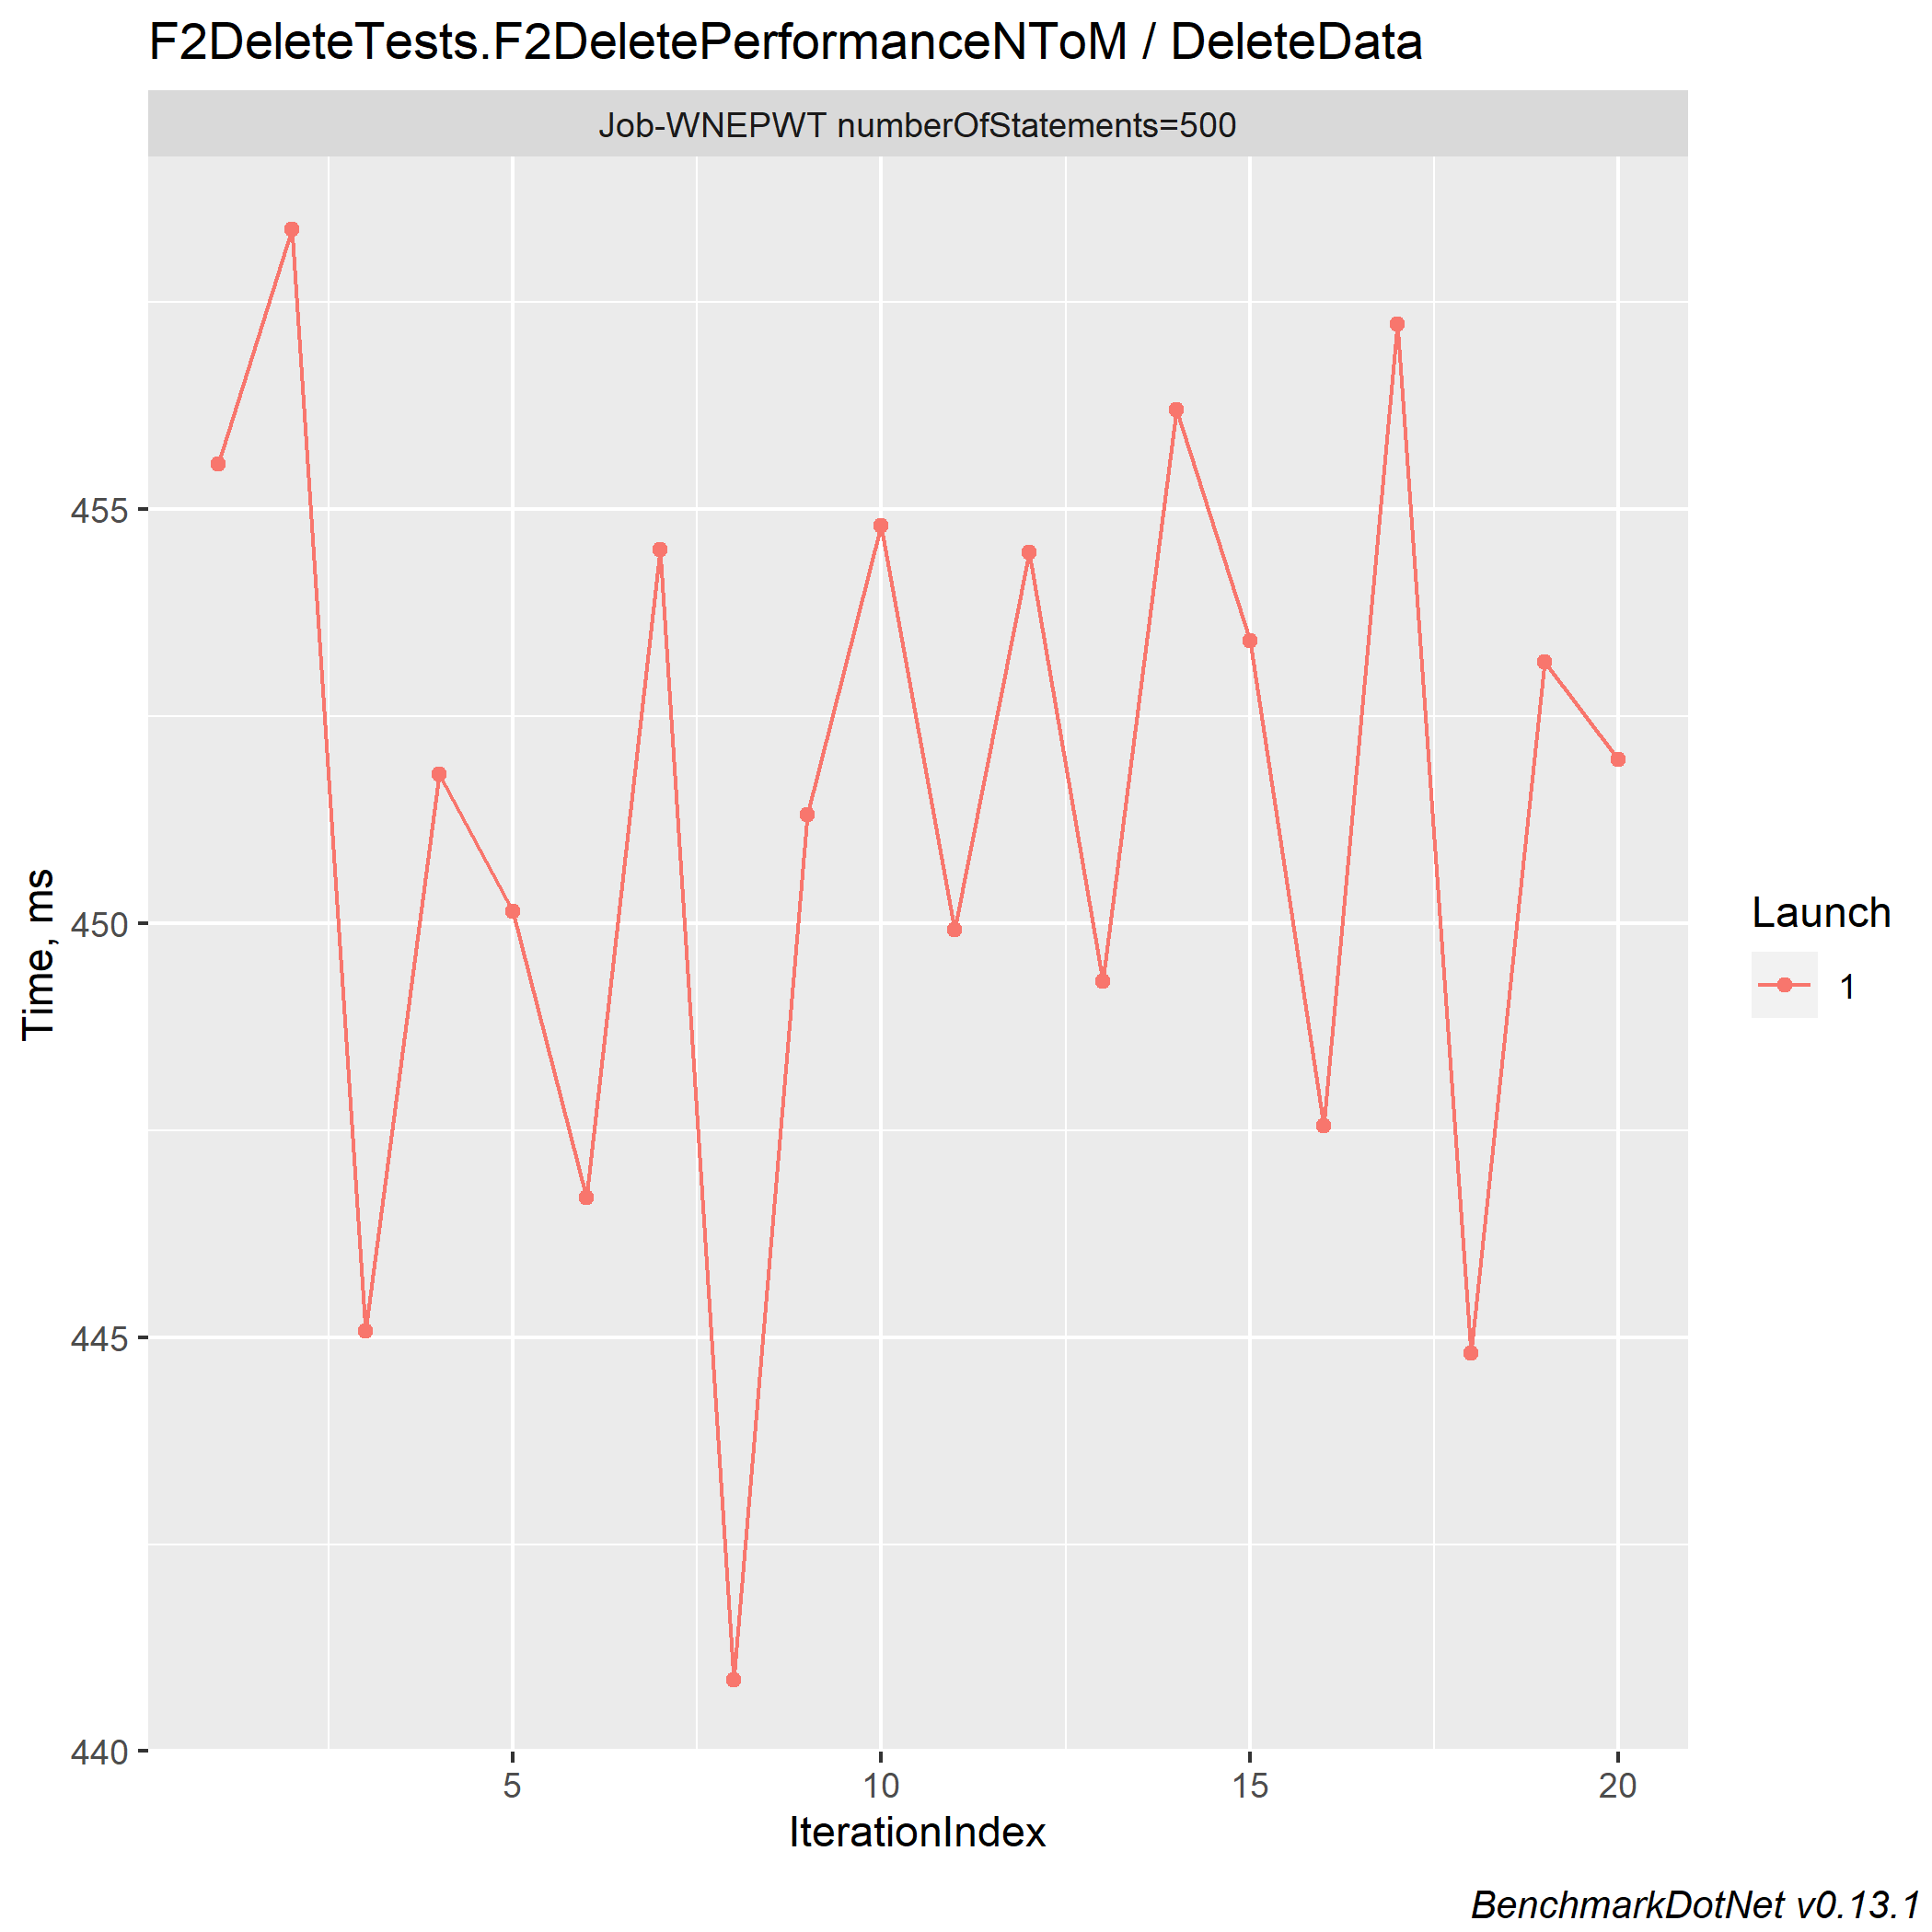 F2DeleteTests.F2DeletePerformanceNToM / DeleteData
Job-WNEPWT numberOfStatements=500
Time, ms
455
450
445
440
5 10 15 20
IterationIndex
Launch
1
BenchmarkDotNet v0.13.1